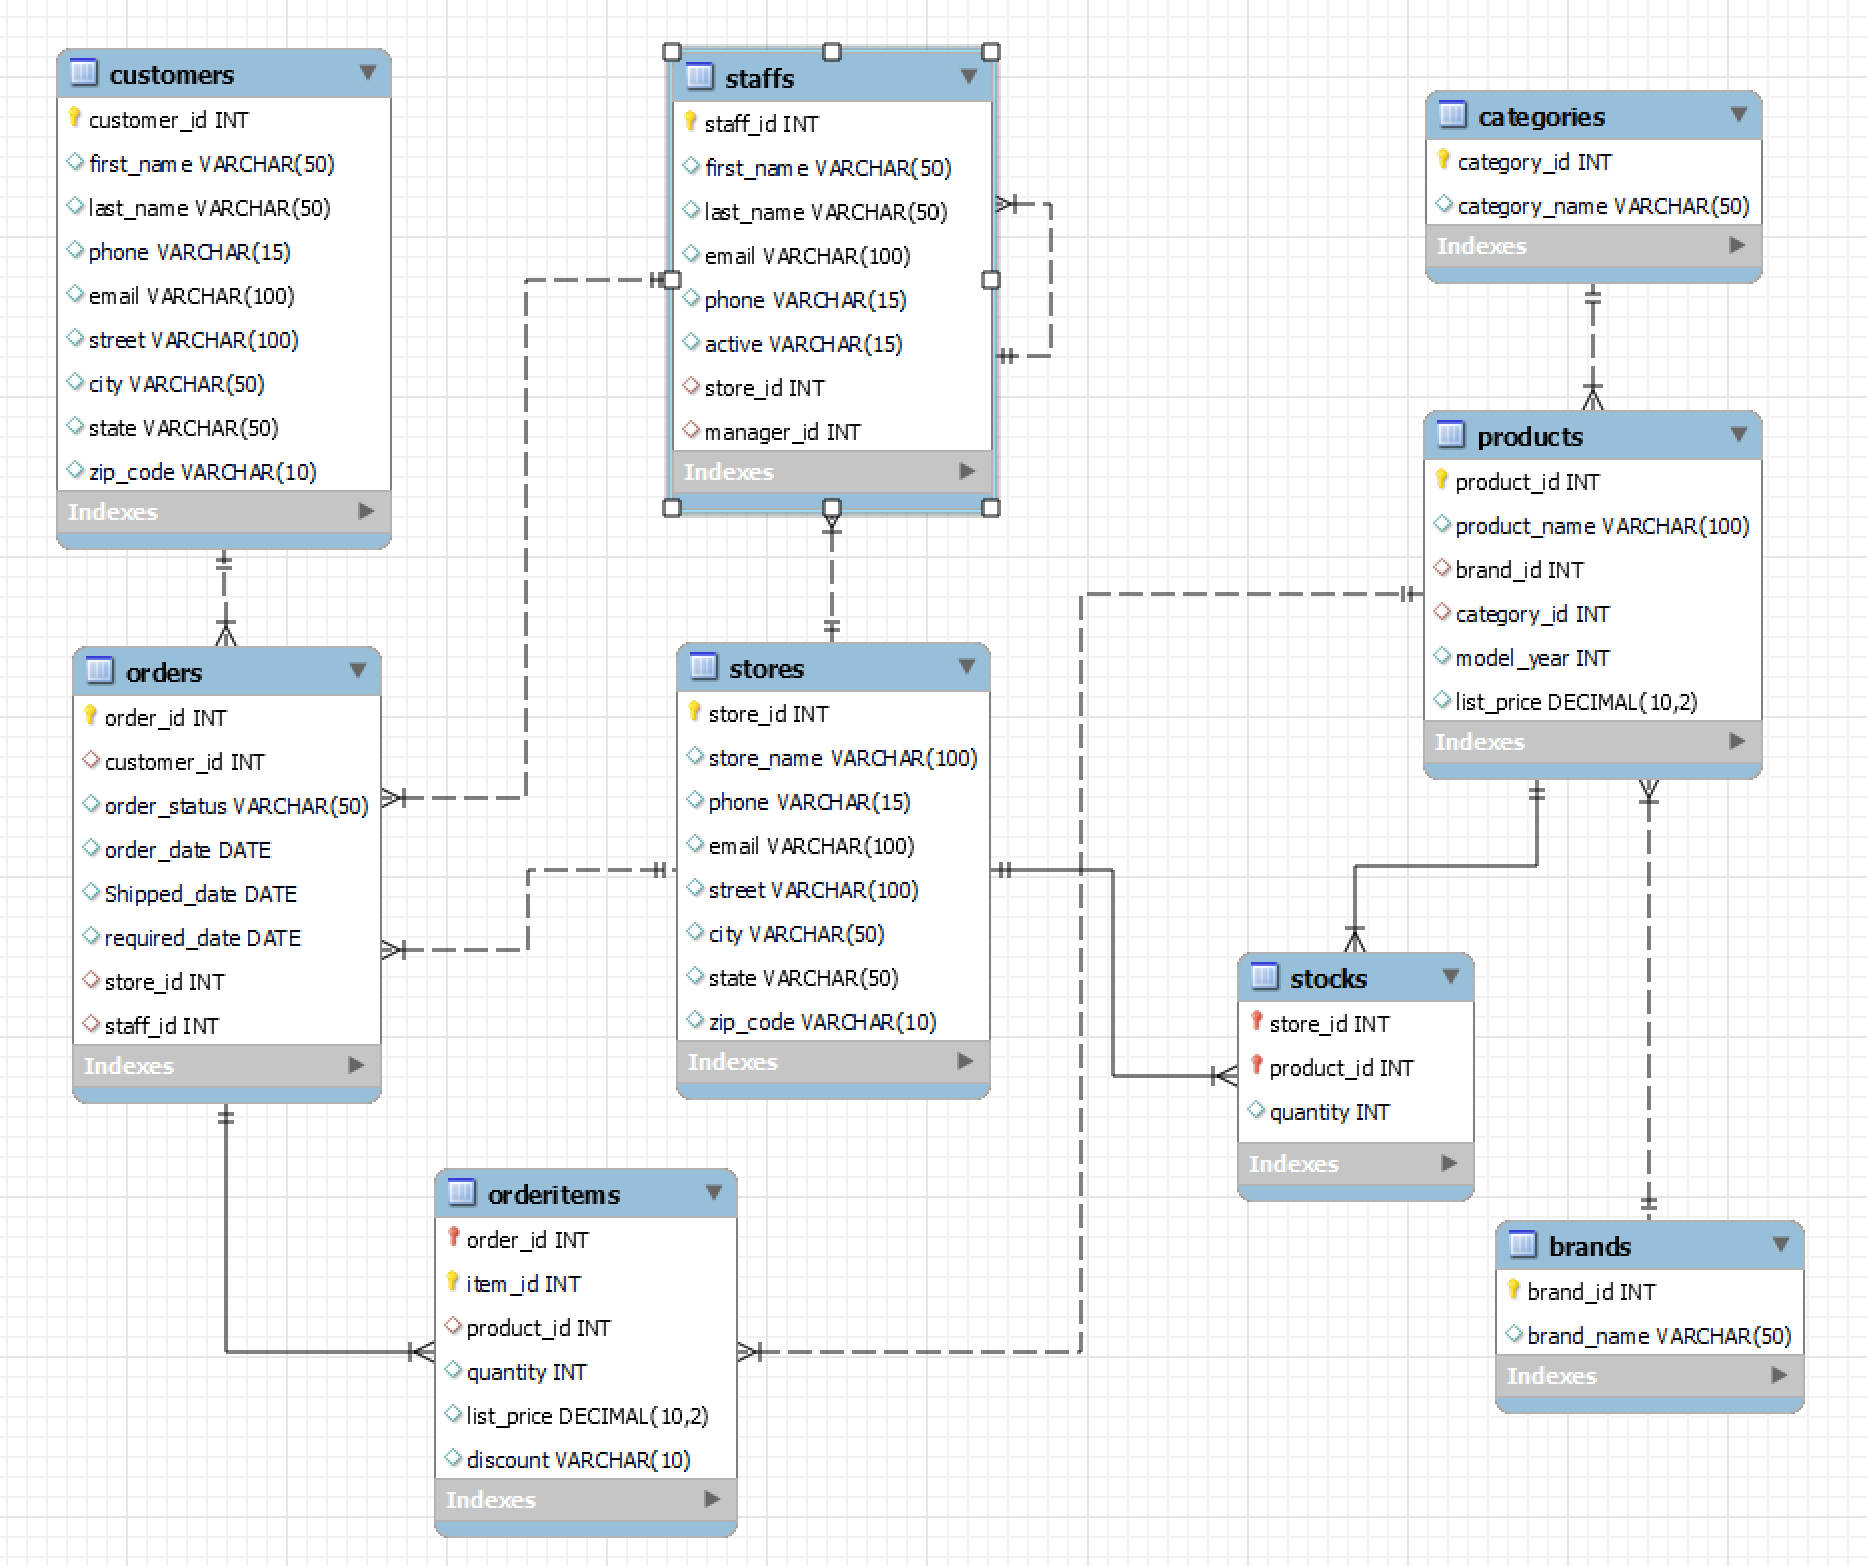 customers
customer_id INT
first_name VARCHAR(50)
last_name VARCHAR(50)
phone VARCHAR(15)
email VARCHAR(100)
street VARCHAR(100)
city VARCHAR(50)
state VARCHAR(50)
zip_code VARCHAR(10)
Indexes
staffs
staff_id INT
first_name VARCHAR(50)
last_name VARCHAR(50)
email VARCHAR(100)
phone VARCHAR(15)
active VARCHAR(15)
store_id INT
manager_id INT
Indexes
categories
category_id INT
category_name VARCHAR(50)
Indexes
products
product_id INT
product_name VARCHAR(100)
brand_id INT
category_id INT
model_year INT
list_price DECIMAL(10,2)
Indexes
orders
order_id INT
customer_id INT
order_status VARCHAR(50)
order_date DATE
Shipped_date DATE
required_date DATE
store_id INT
staff_id INT
Indexes
stores
store_id INT
store_name VARCHAR(100)
phone VARCHAR(15)
email VARCHAR(100)
street VARCHAR(100)
city VARCHAR(50)
state VARCHAR(50)
zip_code VARCHAR(10)
Indexes
stocks
store_id INT
product_id INT
quantity INT
Indexes
orderitems
order_id INT
item_id INT
product_id INT
quantity INT
list_price DECIMAL(10,2)
discount VARCHAR(10)
Indexes
brands
brand_id INT
brand_name VARCHAR(50)
Indexes